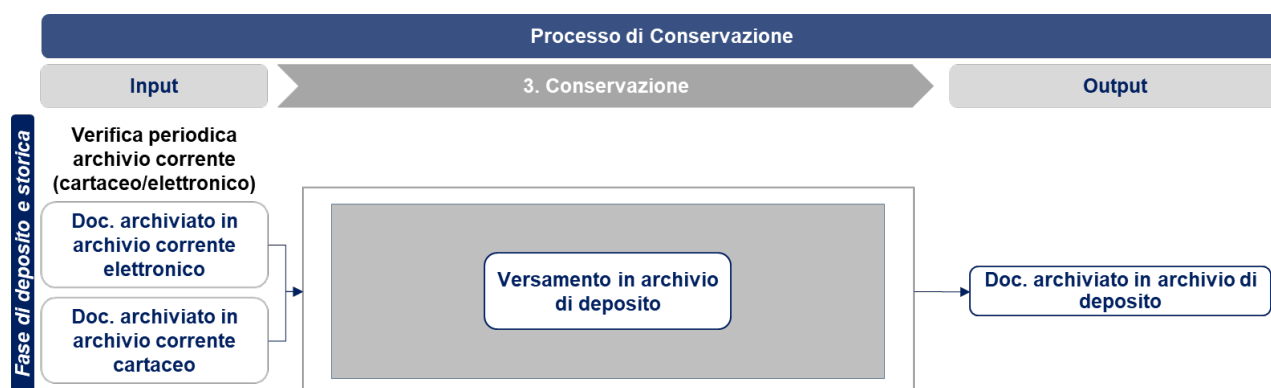 Processo di Conservazione
Input
3. Conservazione
Output
Fase di deposito e storica
Verifica periodica
archivio corrente
(cartaceo/elettronico)
Doc. archiviato in
archivio corrente
elettronico
Doc. archiviato in
archivio corrente
cartaceo
Versamento in archivio
di deposito
Doc. archiviato in archivio di
deposito